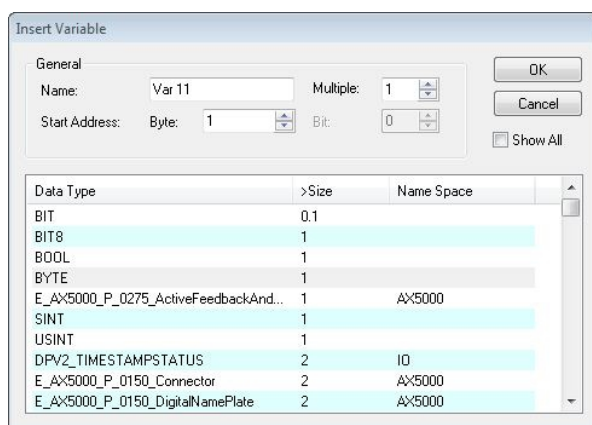 Insert Variable
General
Name: Var 11 Multiple: 1
OK
Start Address: Byte: 1 Bit: 0
Cancel
Show All
Data Type >Size Name Space
BIT 0.1
BIT8 1
BOOL 1
BYTE 1
E_AX5000_P_0275_ActiveFeedbackAnd... 1 AX5000
SINT 1
USINT 1
DPV2_TIMESTAMPSTATUS 2 IO
E_AX5000_P_0150_Connector 2 AX5000
E_AX5000_P_0150_DigitalNamePlate 2 AX5000